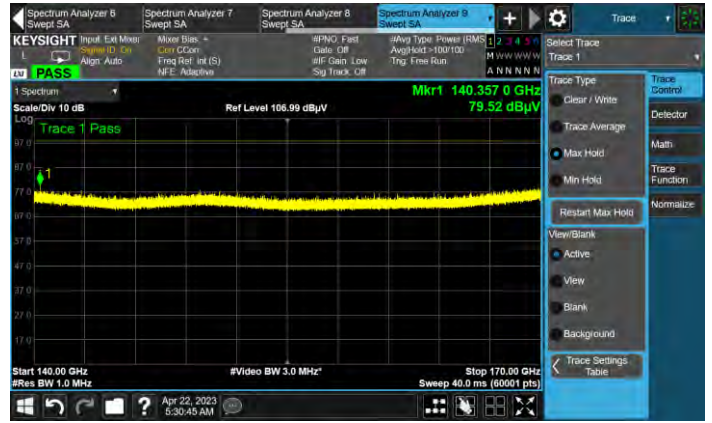 Spectrum Analyzer 6
Swept SA
Spectrum Analyzer 7
Swept SA
Spectrum Analyzer 8
Swept SA
Spectrum Analyzer 9
Swept SA
+
Trace
KEYSIGHT
L
LXI
PASS
Input: Ext Mixer
Signal ID: On
Align: Auto
Mixer Bias: +
Corr CCorr
Freq Ref: Int (S)
NFE: Adaptive
#PNO: Fast
Gate: Off
#IF Gain: Low
Sig Track: Off
#Avg Type: Power (RMS
Avg|Hold:>100/100
Trig: Free Run
1 2 3 4 5 6
M W W W W W
A N N N N N
Select Trace
Trace 1
1 Spectrum
Scale/Div 10 dB
Log
Ref Level 106.99 dBµV
Mkr1 140.357 0 GHz
79.52 dBµV
Trace 1 Pass
97.0
87.0
1
77.0
67.0
57.0
47.0
37.0
27.0
17.0
Start 140.00 GHz
#Res BW 1.0 MHz
#Video BW 3.0 MHz*
Stop 170.00 GHz
Sweep 40.0 ms (60001 pts)
Trace Type
Clear / Write
Trace Average
Max Hold
Min Hold
Restart Max Hold
View/Blank
Active
View
Blank
Background
Trace Settings
Table
Trace
Control
Detector
Math
Trace
Function
Normalize
?
Apr 22, 2023
5:30:45 AM